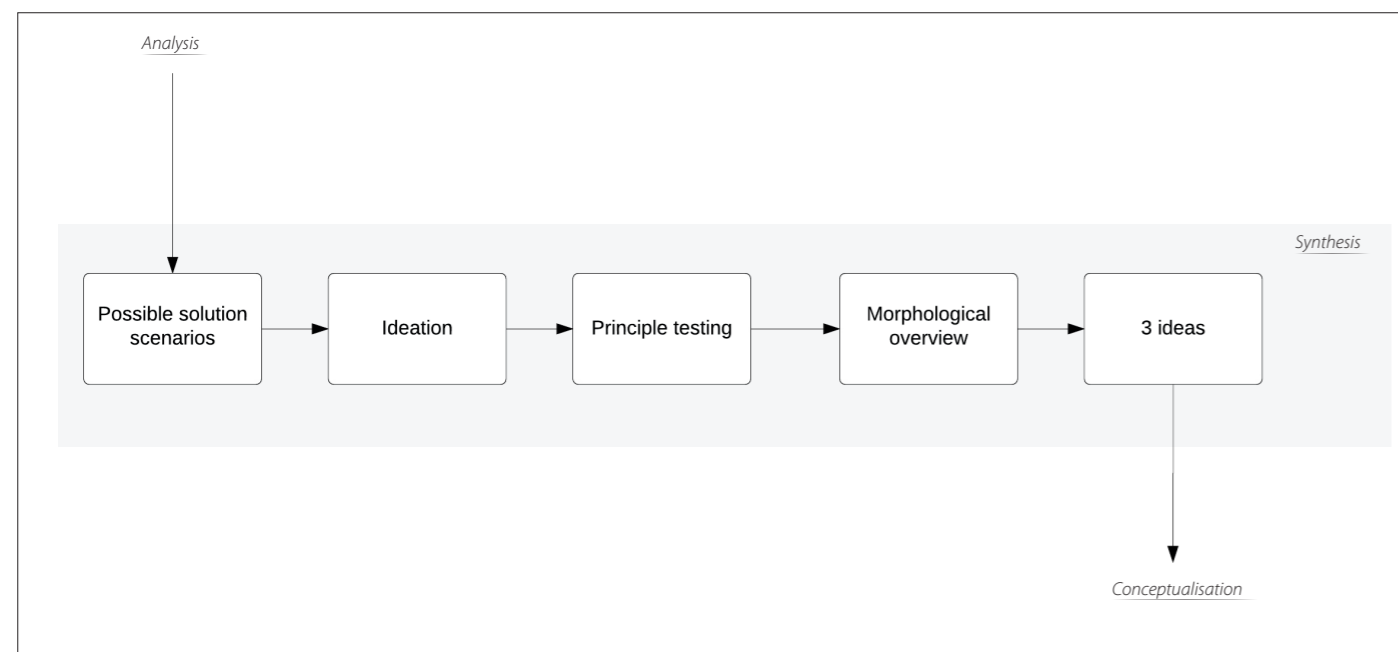 Analysis
Synthesis
Possible solution
scenarios
Ideation
Principle testing
Morphological
overview
3 ideas
Conceptualisation